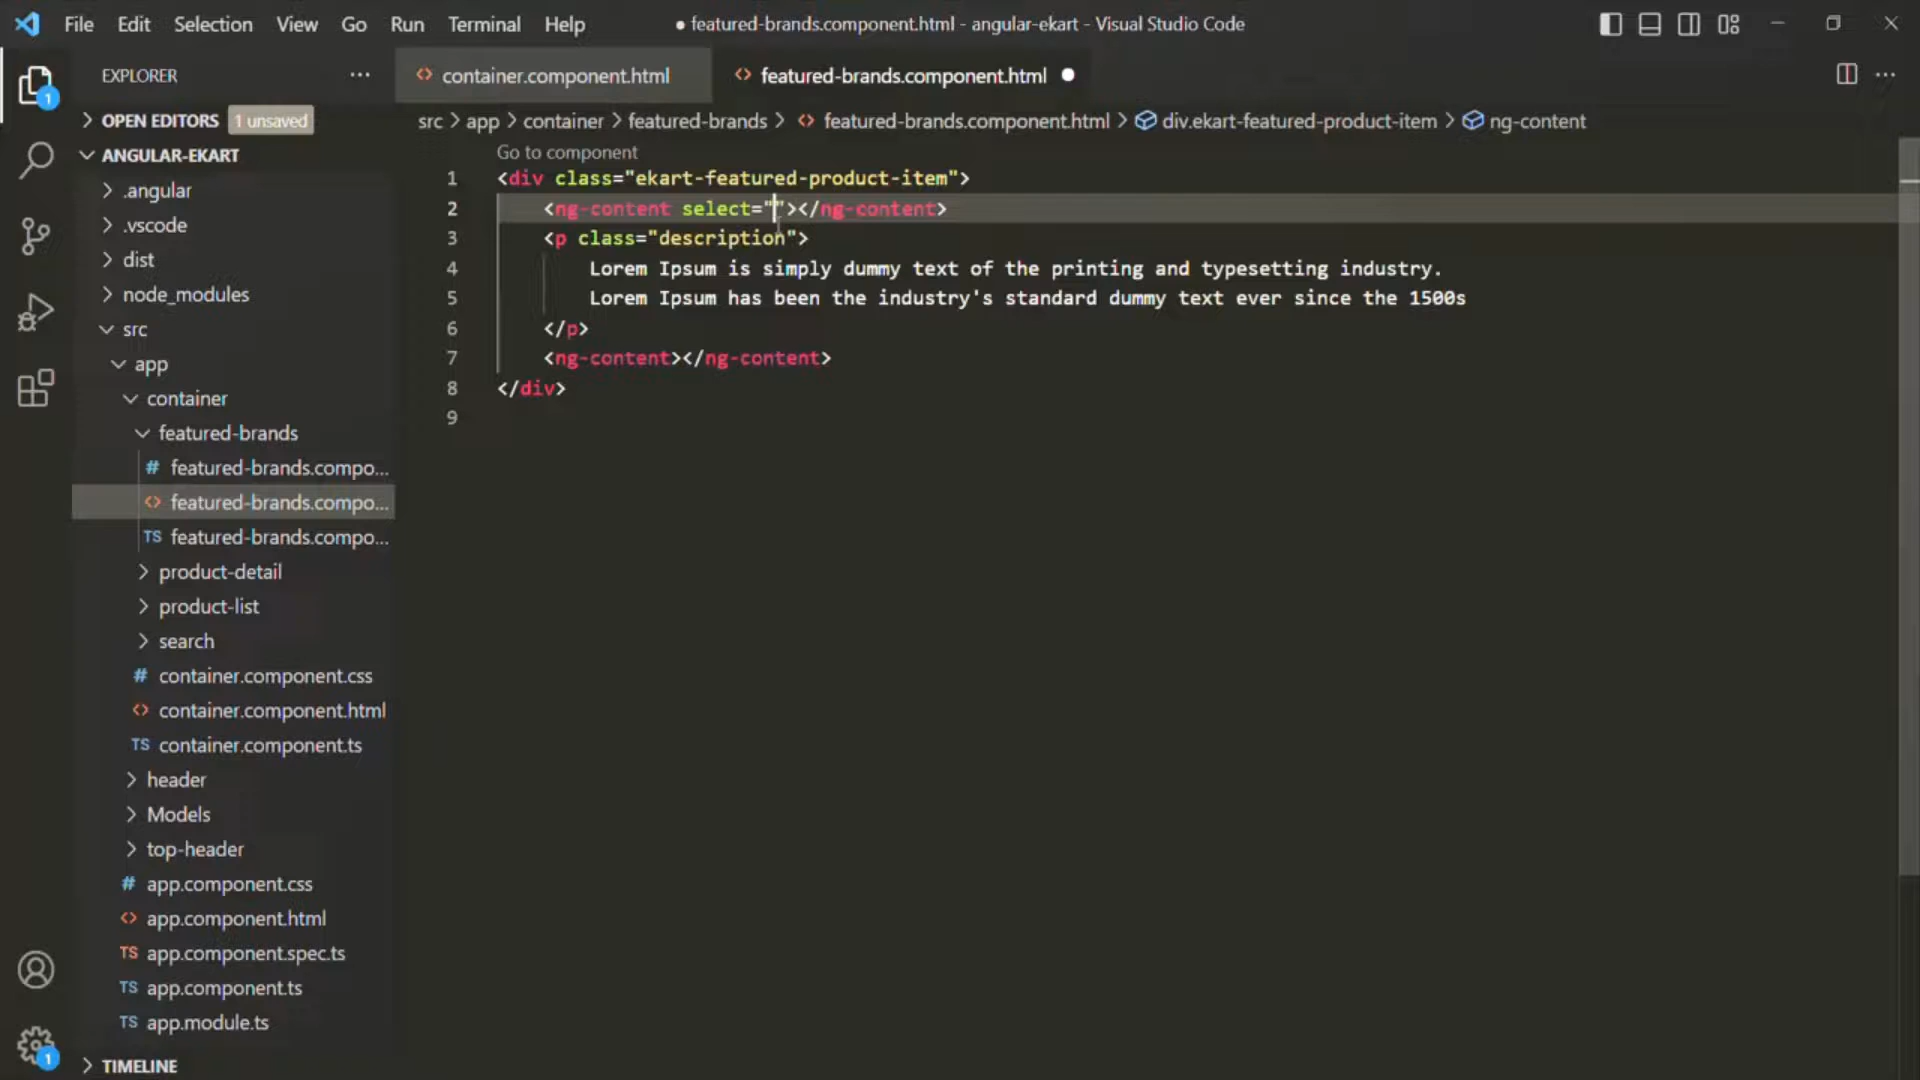 File Edit Selection View Go Run Terminal Help
● featured-brands.component.html - angular-ekart - Visual Studio Code
EXPLORER
1
OPEN EDITORS 1 unsaved
ANGULAR-EKART
.angular
.vscode
dist
node_modules
src
app
container
featured-brands
# featured-brands.compo...
<> featured-brands.compo...
TS featured-brands.compo...
product-detail
product-list
search
# container.component.css
<> container.component.html
TS container.component.ts
header
Models
top-header
# app.component.css
<> app.component.html
TS app.component.spec.ts
TS app.component.ts
TS app.module.ts
TIMELINE
1
<> container.component.html
<> featured-brands.component.html ●
src > app > container > featured-brands > <> featured-brands.component.html > div.ekart-featured-product-item > ng-content
Go to component
1 <div class="ekart-featured-product-item">
2 <ng-content select=""></ng-content>
3 <p class="description">
4 Lorem Ipsum is simply dummy text of the printing and typesetting industry.
5 Lorem Ipsum has been the industry's standard dummy text ever since the 1500s
6 </p>
7 <ng-content></ng-content>
8 </div>
9